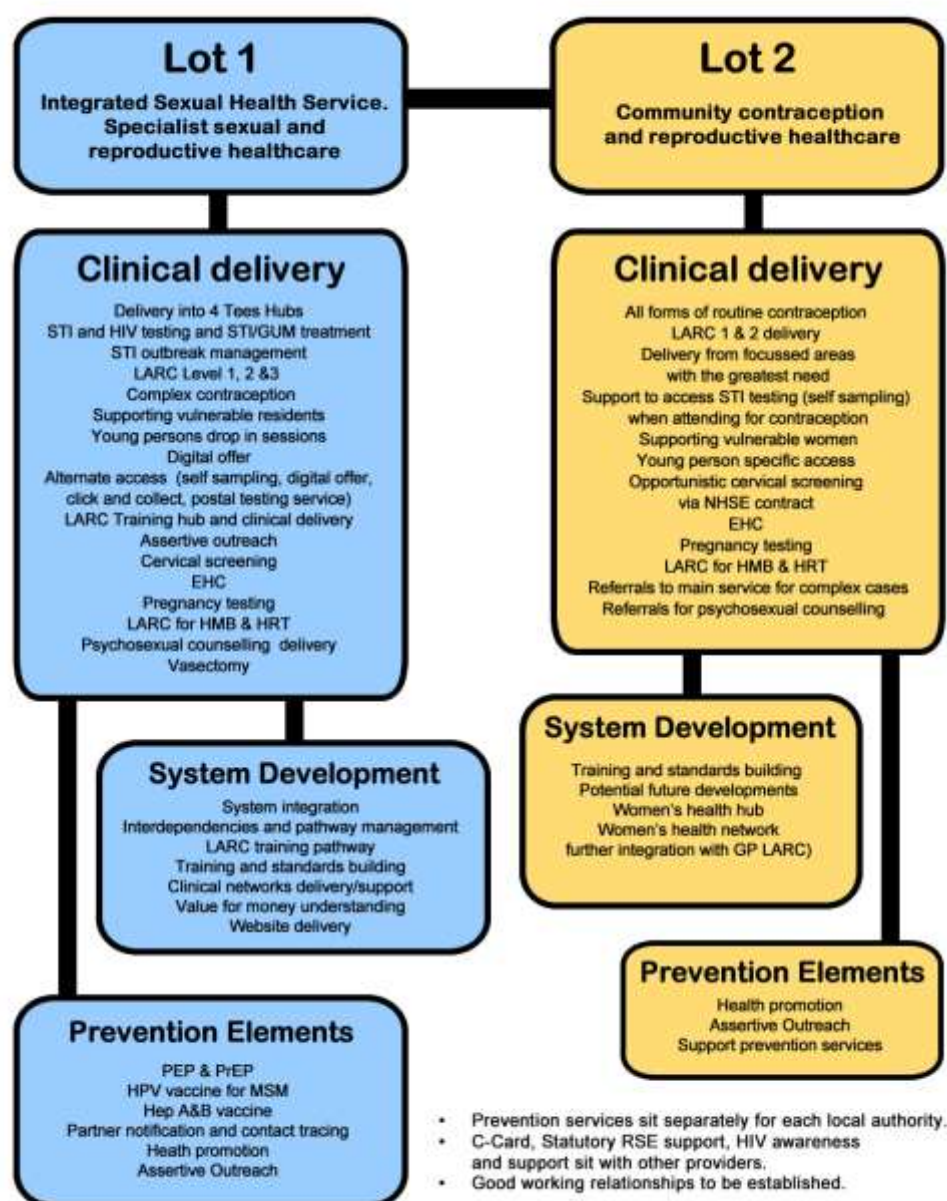 Lot 1
Integrated Sexual Health Service.
Specialist sexual and
reproductive healthcare
Lot 2
Community contraception
and reproductive healthcare
Clinical delivery
Delivery into 4 Tees Hubs
STI and HIV testing and STI/GUM treatment
STI outbreak management
LARC Level 1, 2 &3
Complex contraception
Supporting vulnerable residents
Young persons drop in sessions
Digital offer
Alternate access (self sampling, digital offer,
click and collect, postal testing service)
LARC Training hub and clinical delivery
Assertive outreach
Cervical screening
EHC
Pregnancy testing
LARC for HMB & HRT
Psychosexual counselling delivery
Vasectomy
Clinical delivery
All forms of routine contraception
LARC 1 & 2 delivery
Delivery from focussed areas
with the greatest need
Support to access STI testing (self sampling)
when attending for contraception
Supporting vulnerable women
Young person specific access
Opportunistic cervical screening
via NHSE contract
EHC
Pregnancy testing
LARC for HMB & HRT
Referrals to main service for complex cases
Referrals for psychosexual counselling
System Development
System integration
Interdependencies and pathway management
LARC training pathway
Training and standards building
Clinical networks delivery/support
Value for money understanding
Website delivery
System Development
Training and standards building
Potential future developments
Women's health hub
Women's health network
further integration with GP LARC)
Prevention Elements
PEP & PrEP
HPV vaccine for MSM
Hep A&B vaccine
Partner notification and contact tracing
Heath promotion
Assertive Outreach
Prevention Elements
Health promotion
Assertive Outreach
Support prevention services
• Prevention services sit separately for each local authority.
• C-Card, Statutory RSE support, HIV awareness
and support sit with other providers.
• Good working relationships to be established.